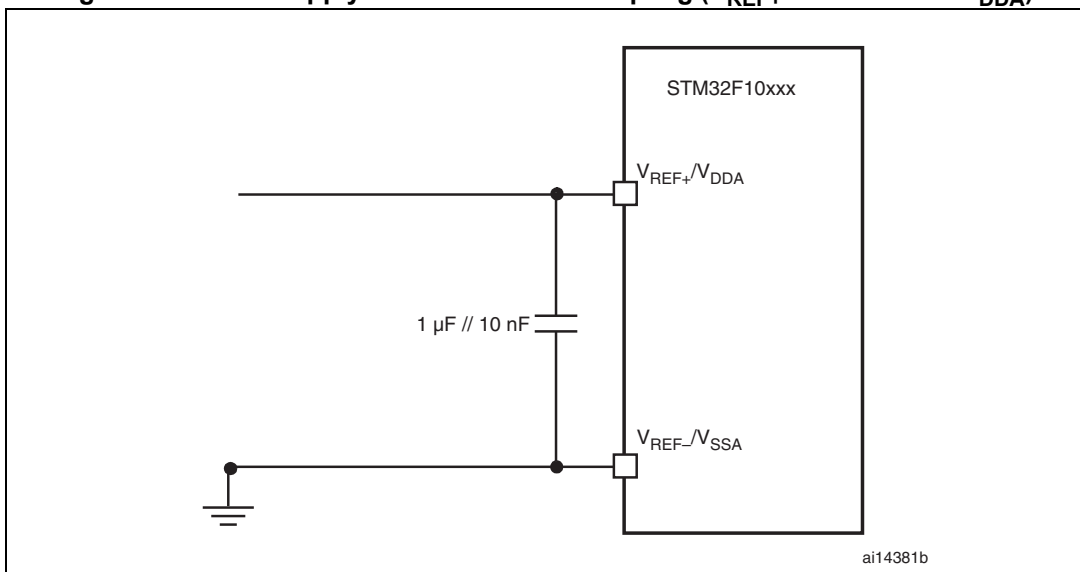 STM32F10xxx
VREF+/VDDA
1 µF // 10 nF
VREF–/VSSA
ai14381b